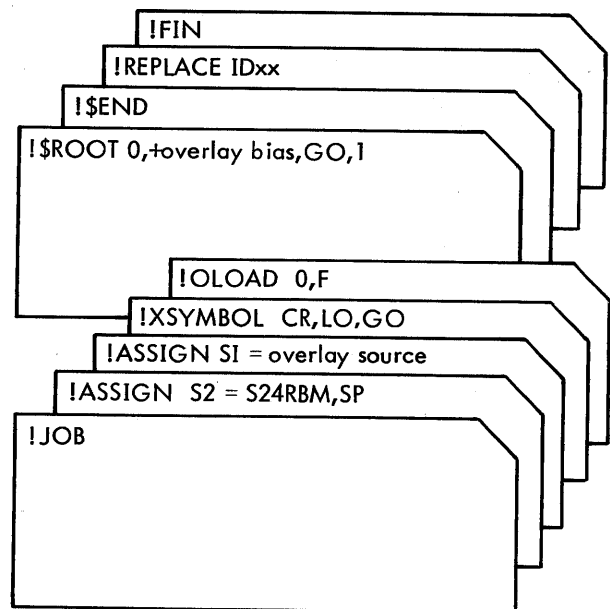 !FIN
!REPLACE IDxx
!$END
!$ROOT 0,+overlay bias,GO,1
!OLOAD 0,F
!XSYMBOL CR,LO,GO
!ASSIGN SI = overlay source
!ASSIGN S2 = S24RBM,SP
!JOB